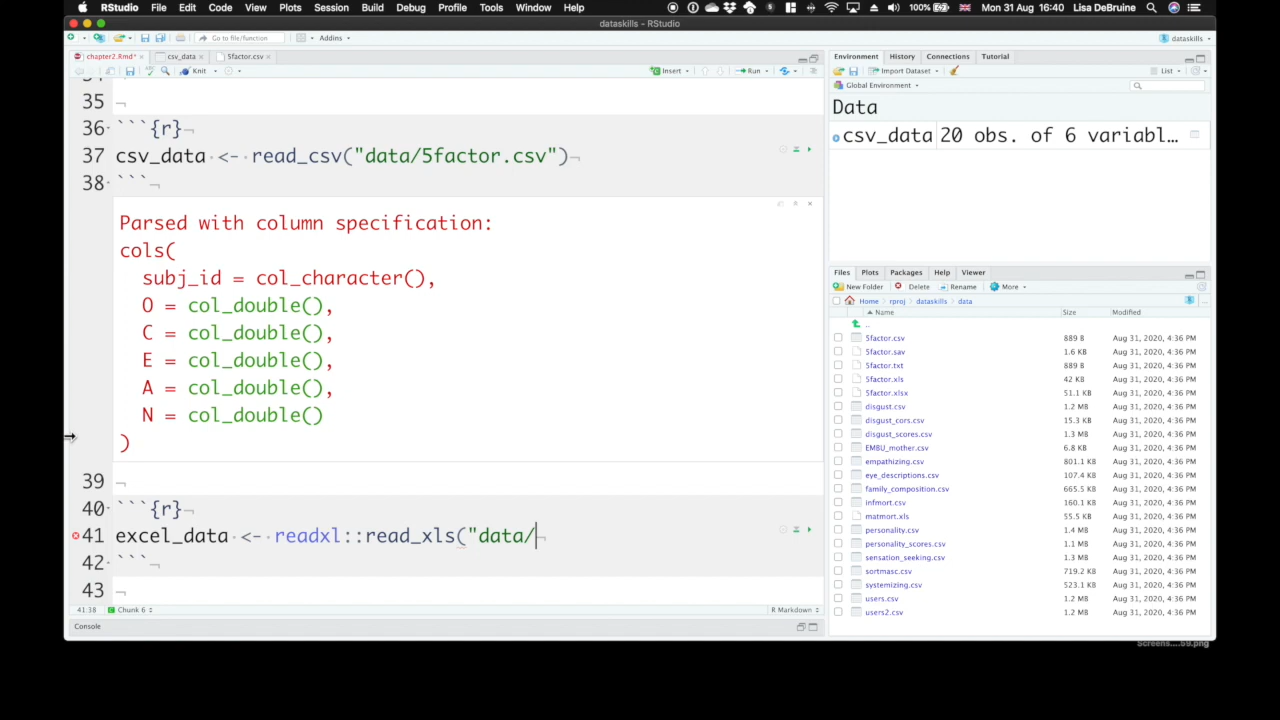 RStudio File Edit Code View Plots Session Build Debug Profile Tools Window Help 100% Mon 31 Aug 16:40 Lisa DeBruine
dataskills - RStudio
Go to file/function Addins dataskills
chapter2.Rmd* csv_data 5factor.csv
Knit Insert Run
35
36 ```{r}
37 csv_data <- read_csv("data/5factor.csv")
38 ```
Parsed with column specification:
cols(
subj_id = col_character(),
O = col_double(),
C = col_double(),
E = col_double(),
A = col_double(),
N = col_double()
)
39
40 ```{r}
41 excel_data <- readxl::read_xls("data/
42 ```
43
41:38 Chunk 6 R Markdown
Console
Environment History Connections Tutorial
Import Dataset List
Global Environment
Data
csv_data 20 obs. of 6 variabl…
Files Plots Packages Help Viewer
New Folder Delete Rename More
Home rproj dataskills data
Name Size Modified
..
5factor.csv 889 B Aug 31, 2020, 4:36 PM
5factor.sav 1.6 KB Aug 31, 2020, 4:36 PM
5factor.txt 889 B Aug 31, 2020, 4:36 PM
5factor.xls 42 KB Aug 31, 2020, 4:36 PM
5factor.xlsx 51.1 KB Aug 31, 2020, 4:36 PM
disgust.csv 1.2 MB Aug 31, 2020, 4:36 PM
disgust_cors.csv 15.3 KB Aug 31, 2020, 4:36 PM
disgust_scores.csv 1.3 MB Aug 31, 2020, 4:36 PM
EMBU_mother.csv 6.8 KB Aug 31, 2020, 4:36 PM
empathizing.csv 801.1 KB Aug 31, 2020, 4:36 PM
eye_descriptions.csv 107.4 KB Aug 31, 2020, 4:36 PM
family_composition.csv 665.5 KB Aug 31, 2020, 4:36 PM
infmort.csv 160.1 KB Aug 31, 2020, 4:36 PM
matmort.xls 55.5 KB Aug 31, 2020, 4:36 PM
personality.csv 1.4 MB Aug 31, 2020, 4:36 PM
personality_scores.csv 1.1 MB Aug 31, 2020, 4:36 PM
sensation_seeking.csv 1.3 MB Aug 31, 2020, 4:36 PM
sortmasc.csv 719.2 KB Aug 31, 2020, 4:36 PM
systemizing.csv 523.1 KB Aug 31, 2020, 4:36 PM
users.csv 1.2 MB Aug 31, 2020, 4:36 PM
users2.csv 1.2 MB Aug 31, 2020, 4:36 PM
Screens....59.png